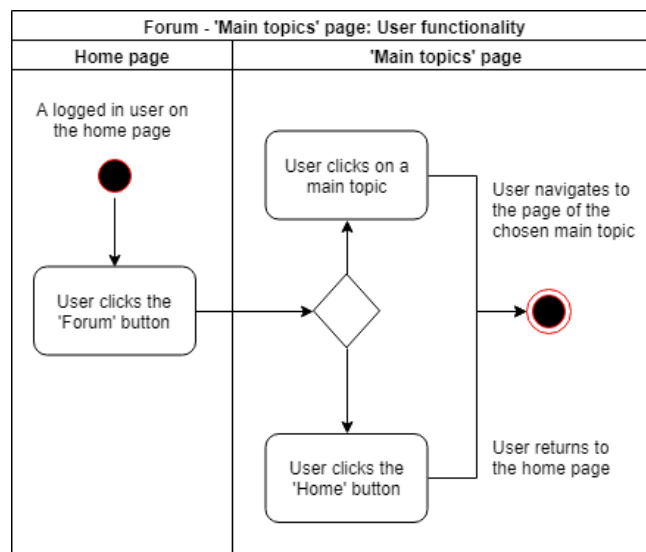 Forum - 'Main topics' page: User functionality
Home page
'Main topics' page
A logged in user on
the home page
User clicks the
'Forum' button
User clicks on a
main topic
User navigates to
the page of the
chosen main topic
User clicks the
'Home' button
User returns to
the home page